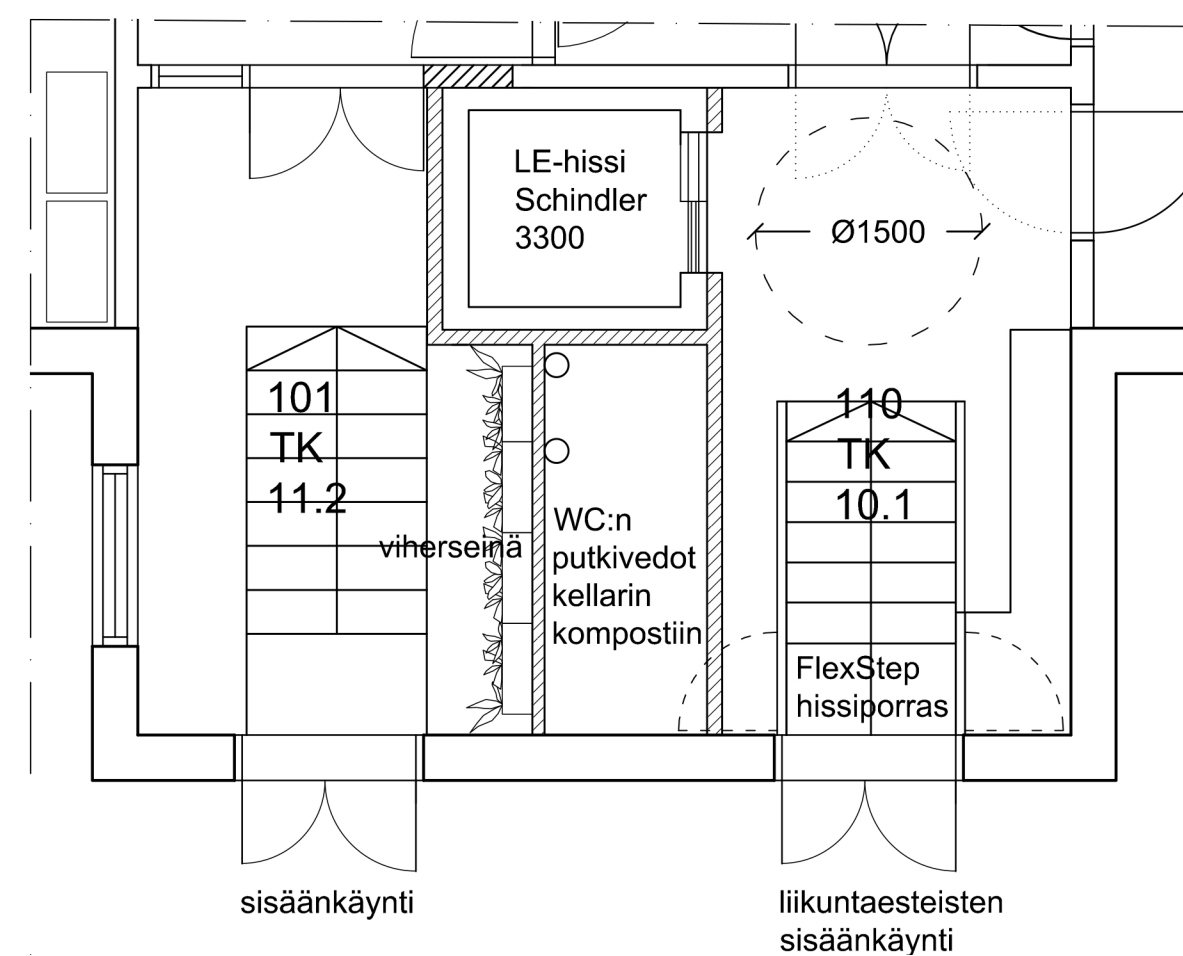 LE-hissi
Schindler
3300
Ø1500
101
TK
11.2
viherseinä
WC:n
putkivedot
kellarin
kompostiin
110
TK
10.1
FlexStep
hissiporras
sisäänkäynti
liikuntaesteisten
sisäänkäynti